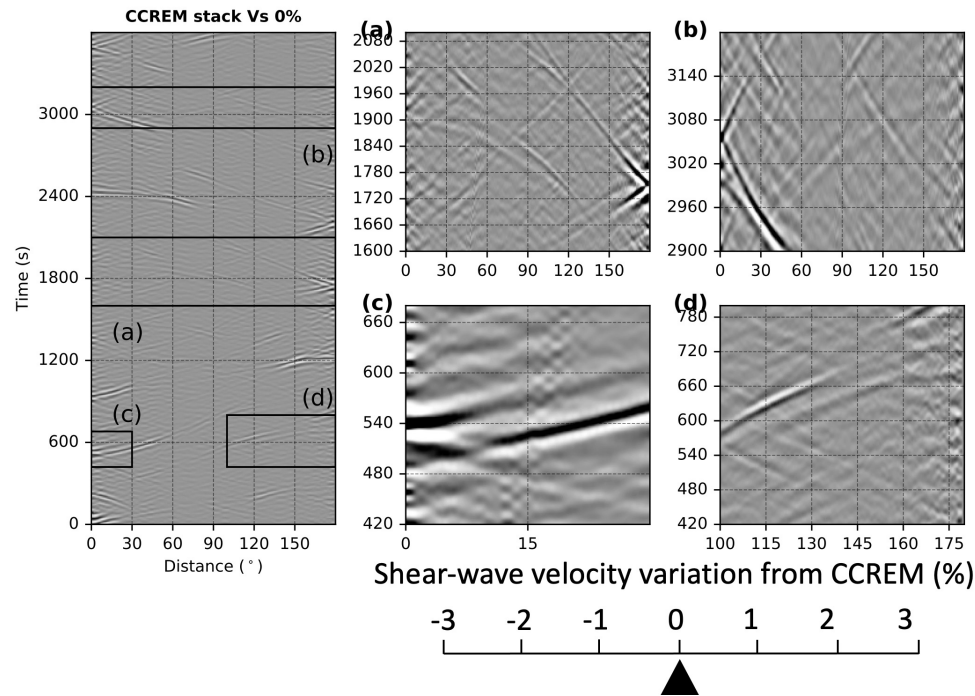 CCREM stack Vs 0%
Time (s)
3000
2400
1800
1200
600
0
0 30 60 90 120 150
Distance (°)
(a)
(b)
(c)
(d)
(a)
2080
2020
1960
1900
1840
1780
1720
1660
1600
0 30 60 90 120 150
(b)
3140
3080
3020
2960
2900
0 30 60 90 120 150
(c)
660
600
540
480
420
0 15
(d)
780
720
660
600
540
480
420
100 115 130 145 160 175
Shear-wave velocity variation from CCREM (%)
-3 -2 -1 0 1 2 3